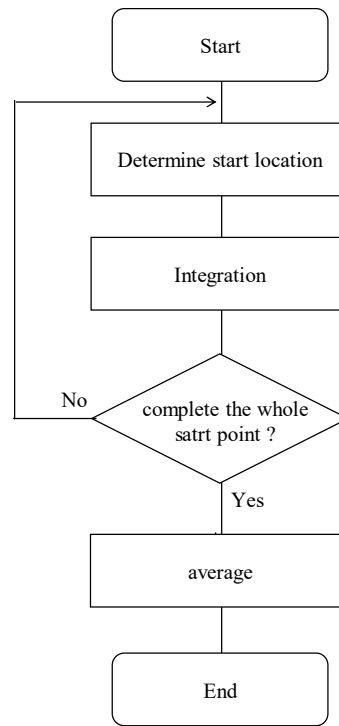 Start
Determine start location
Integration
No
complete the whole
satrt point ?
Yes
average
End